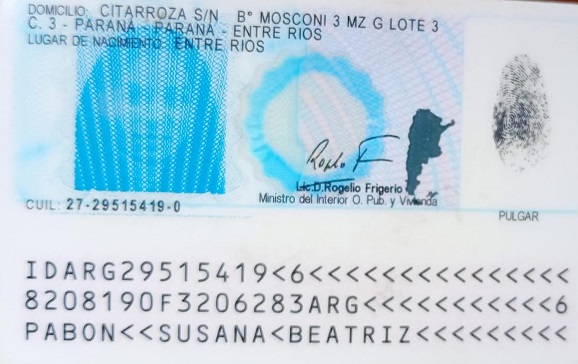 DOMICILIO: CITARROZA S/N B° MOSCONI 3 MZ G LOTE 3
C. 3 - PARANÁ - PARANA - ENTRE RIOS
LUGAR DE NACIMIENTO: ENTRE RIOS
Lic.D.Rogelio Frigerio
Ministro del Interior O. Pub. y Vivienda
CUIL: 27-29515419-0
PULGAR
IDARG29515419<6<<<<<<<<<<<<<<<
8208190F3206283ARG<<<<<<<<<<<6
PABON<<SUSANA<BEATRIZ<<<<<<<<<